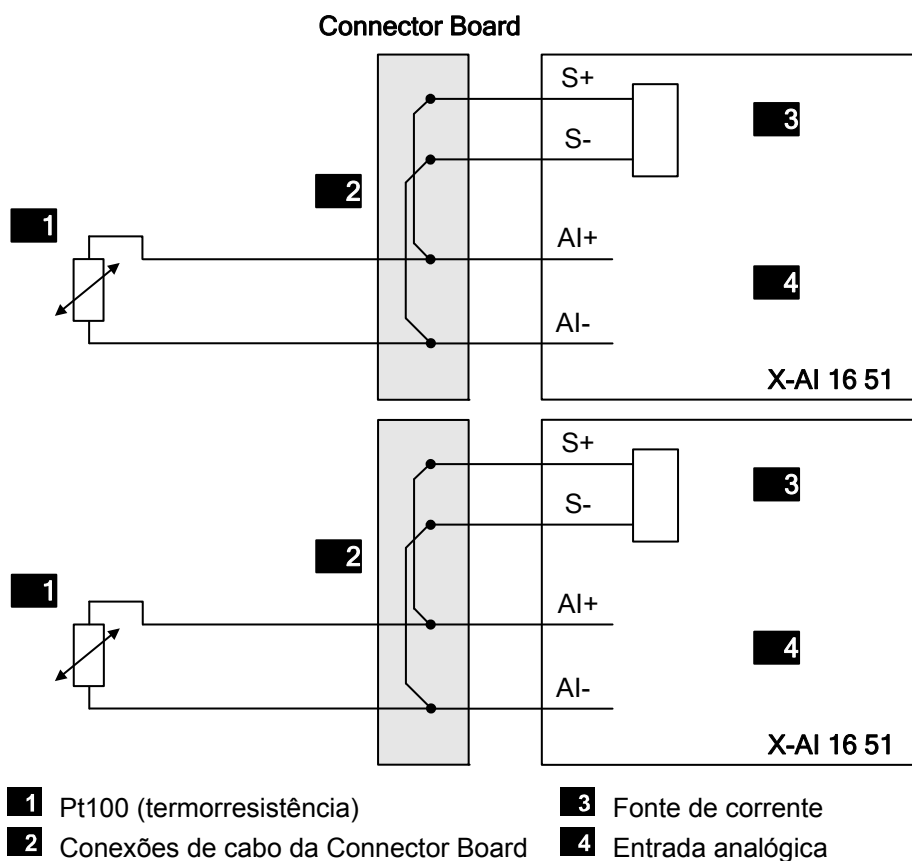 Connector Board
S+
3
S-
2
1
AI+
4
AI-
X-AI 16 51
S+
3
S-
2
1
AI+
4
AI-
X-AI 16 51
1 Pt100 (termorresistência)
3 Fonte de corrente
2 Conexões de cabo da Connector Board
4 Entrada analógica